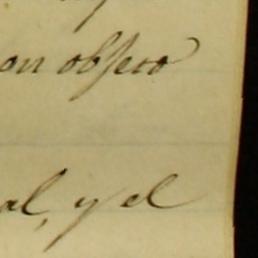 on objeto
al, y el